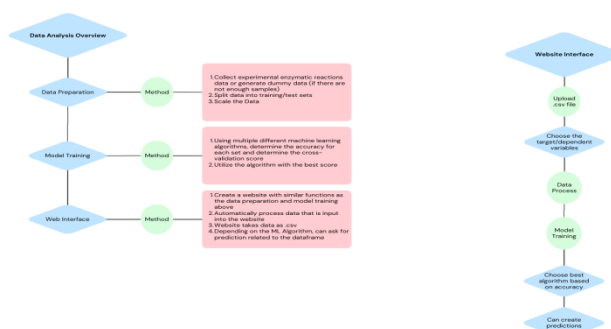 Data Analysis Overview
Data Preparation
Method
1. Collect experimental enzymatic reactions
data or generate dummy data (if there are
not enough samples)
2. Split data into training/test sets
3. Scale the Data
Model Training
Method
1. Using multiple different machine learning
algorithms, determine the accuracy for
each set and determine the cross-
validation score
2. Utilize the algorithm with the best score
Web Interface
Method
1. Create a website with similar functions as
the data preparation and model training
above
2. Automatically process data that is input
into the website
3. Website takes data as .csv
4. Depending on the ML Algorithm, can ask for
prediction related to the dataframe
Website Interface
Upload
.csv file
Choose the
target/dependent
variables
Data
Process
Model
Training
Choose best
algorithm based
on accuracy
Can create
predictions